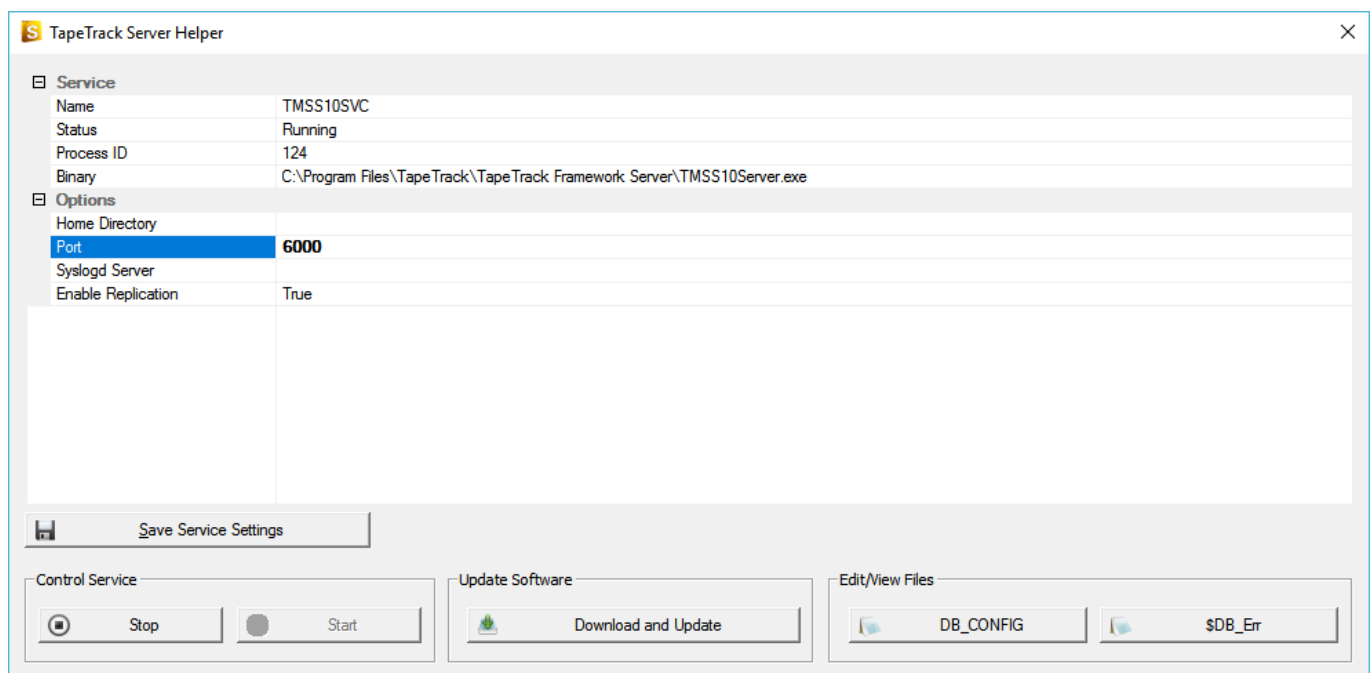 TapeTrack Server Helper
Service
Name TMSS10SVC
Status Running
Process ID 124
Binary C:\Program Files\TapeTrack\TapeTrack Framework Server\TMSS10Server.exe
Options
Home Directory
Port 6000
Syslogd Server
Enable Replication True
Save Service Settings
Control Service Update Software Edit/View Files
Stop Start Download and Update DB_CONFIG $DB_Err